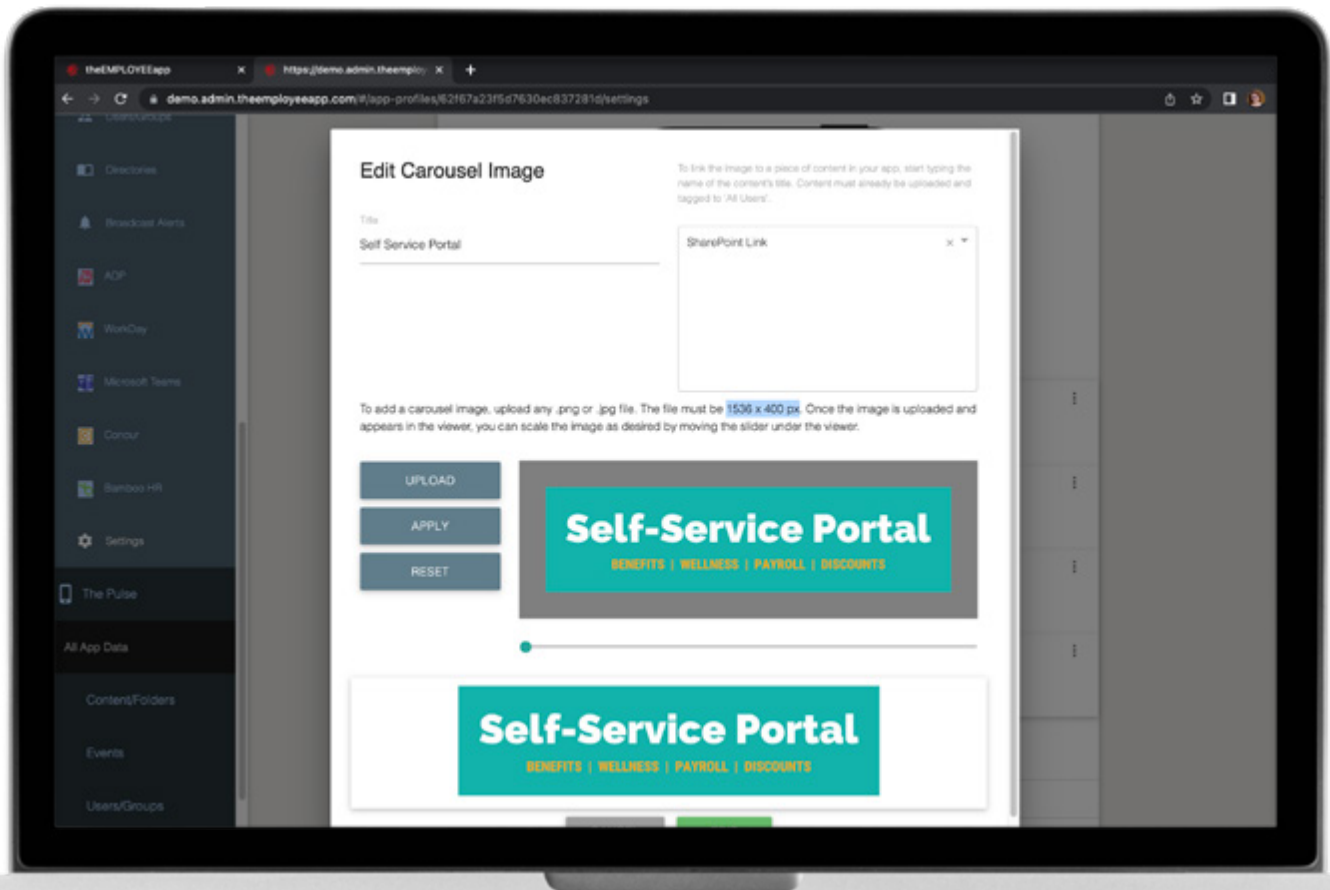 theEMPLOYEEapp
https://demo.admin.theemploy
demo.admin.theemployeeapp.com/#/app-profiles/62f67a23f5d7630ec837281d/settings
Users/Groups
Directories
Broadcast Alerts
ADP
WorkDay
Microsoft Teams
Concur
Bamboo HR
Settings
The Pulse
All App Data
Content/Folders
Events
Users/Groups
Edit Carousel Image
To link the image to a piece of content in your app, start typing the
name of the content's title. Content must already be uploaded and
tagged to 'All Users'.
Title
Self Service Portal
SharePoint Link
To add a carousel image, upload any .png or .jpg file. The file must be 1536 x 400 px. Once the image is uploaded and
appears in the viewer, you can scale the image as desired by moving the slider under the viewer.
UPLOAD
APPLY
RESET
Self-Service Portal
BENEFITS | WELLNESS | PAYROLL | DISCOUNTS
Self-Service Portal
BENEFITS | WELLNESS | PAYROLL | DISCOUNTS